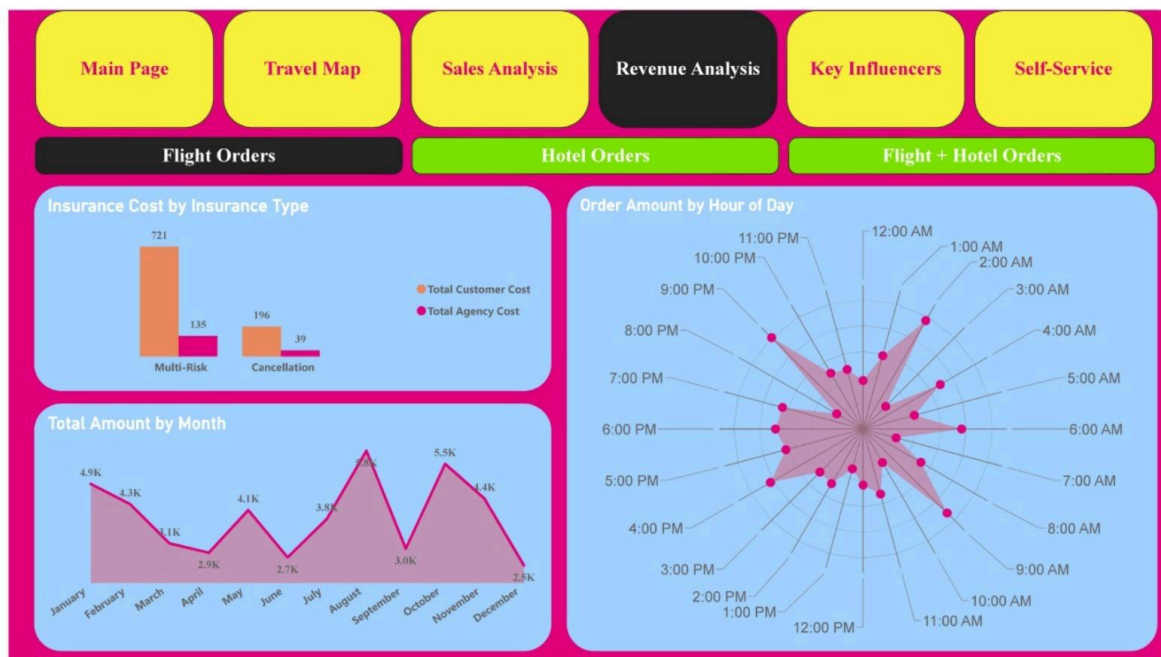 Main Page
Travel Map
Sales Analysis
Revenue Analysis
Key Influencers
Self-Service
Flight Orders
Hotel Orders
Flight + Hotel Orders
Insurance Cost by Insurance Type
721
135
196
39
Multi-Risk
Cancellation
Total Customer Cost
Total Agency Cost
Total Amount by Month
4.9K
4.3K
3.1K
2.9K
4.1K
2.7K
3.8K
5.8K
3.0K
5.5K
4.4K
2.5K
January
February
March
April
May
June
July
August
September
October
November
December
Order Amount by Hour of Day
12:00 AM
1:00 AM
2:00 AM
3:00 AM
4:00 AM
5:00 AM
6:00 AM
7:00 AM
8:00 AM
9:00 AM
10:00 AM
11:00 AM
12:00 PM
1:00 PM
2:00 PM
3:00 PM
4:00 PM
5:00 PM
6:00 PM
7:00 PM
8:00 PM
9:00 PM
10:00 PM
11:00 PM